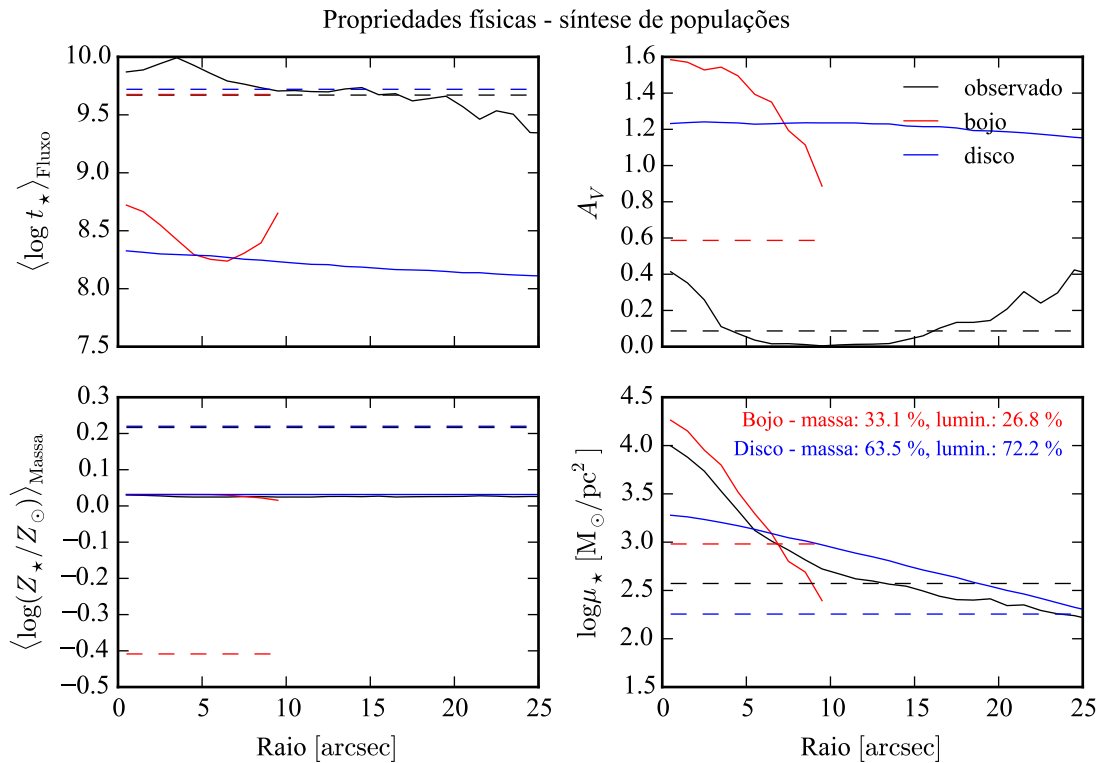 Propriedades físicas - síntese de populações
10.0
9.5
9.0
8.5
8.0
7.5
⟨log t⋆⟩Fluxo
1.6
1.4
1.2
1.0
0.8
0.6
0.4
0.2
0.0
A_V
observado
bojo
disco
0.3
0.2
0.1
0.0
−0.1
−0.2
−0.3
−0.4
−0.5
⟨log(Z⋆/Z⊙)⟩Massa
0 5 10 15 20 25
Raio [arcsec]
4.5
4.0
3.5
3.0
2.5
2.0
1.5
logμ⋆ [M⊙/pc²]
Bojo - massa: 33.1 %, lumin.: 26.8 %
Disco - massa: 63.5 %, lumin.: 72.2 %
0 5 10 15 20 25
Raio [arcsec]